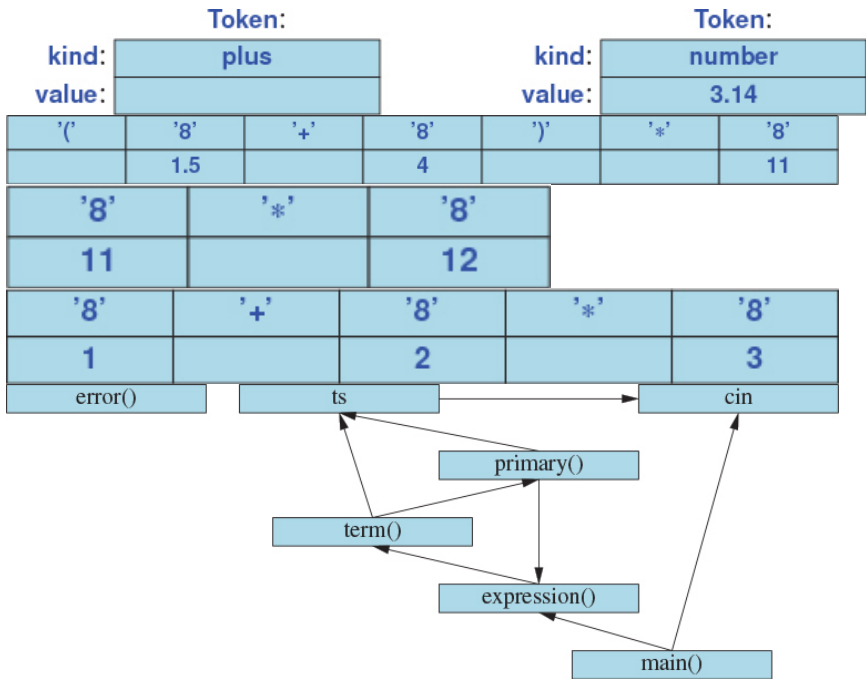 Token: Token:
kind: plus kind: number
value: value: 3.14
'(' '8' '+' '8' ')' '*' '8'
1.5 4 11
'8' '*' '8'
11 12
'8' '+' '8' '*' '8'
1 2 3
error() ts cin
primary()
term()
expression()
main()